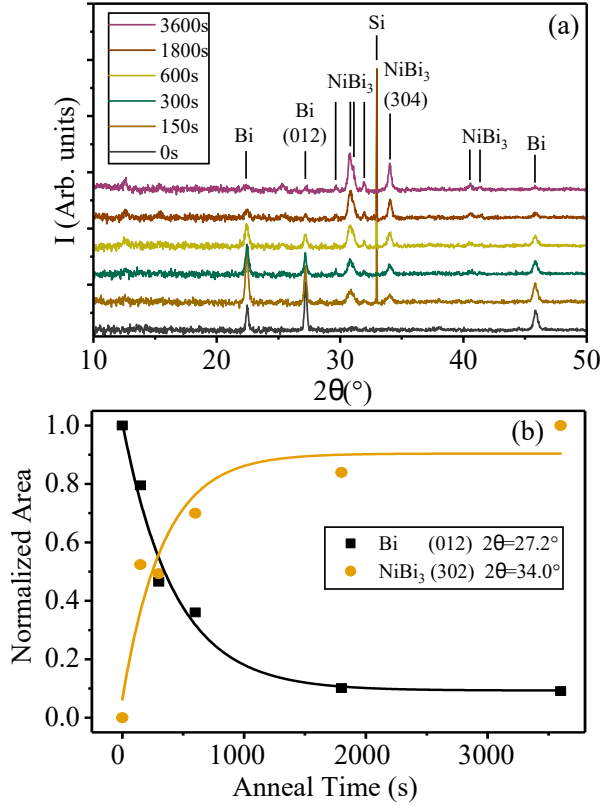 (a)
3600s
1800s
600s
300s
150s
0s
Si
NiBi₃
NiBi₃
(304)
Bi
Bi
(012)
NiBi₃
Bi
I (Arb. units)
10 20 30 40 50
2θ(°)
(b)
1.0
0.8
0.6
0.4
0.2
0.0
Normalized Area
Bi (012) 2θ=27.2°
NiBi₃ (302) 2θ=34.0°
0 1000 2000 3000
Anneal Time (s)